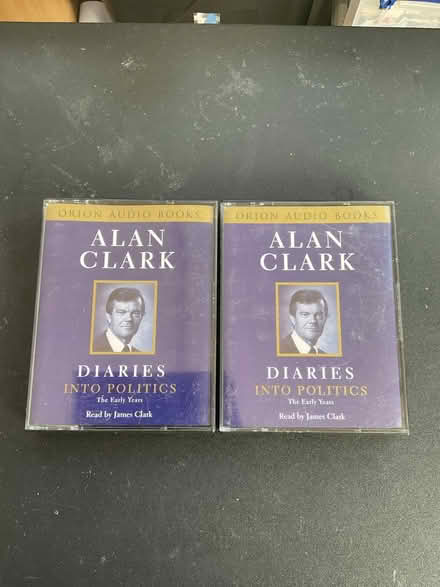 ORION AUDIO BOOKS
ALAN
CLARK
DIARIES
INTO POLITICS
The Early Years
Read by James Clark
ORION AUDIO BOOKS
ALAN
CLARK
DIARIES
INTO POLITICS
The Early Years
Read by James Clark